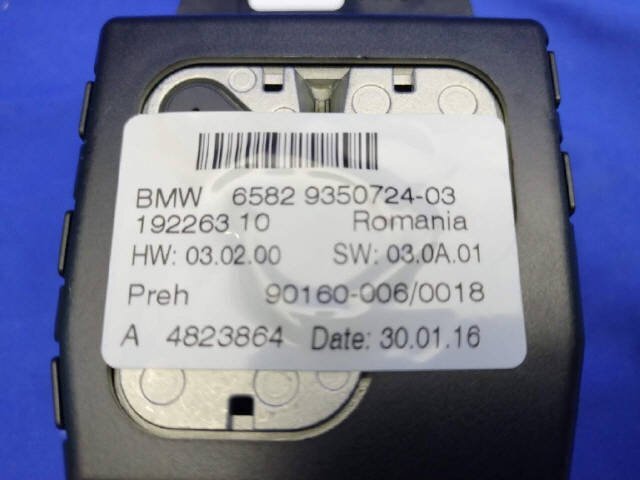 BMW 6582 9350724-03
192263 10 Romania
HW: 03.02.00 SW: 03.0A.01
Preh 90160-006/0018
A 4823864 Date: 30.01.16